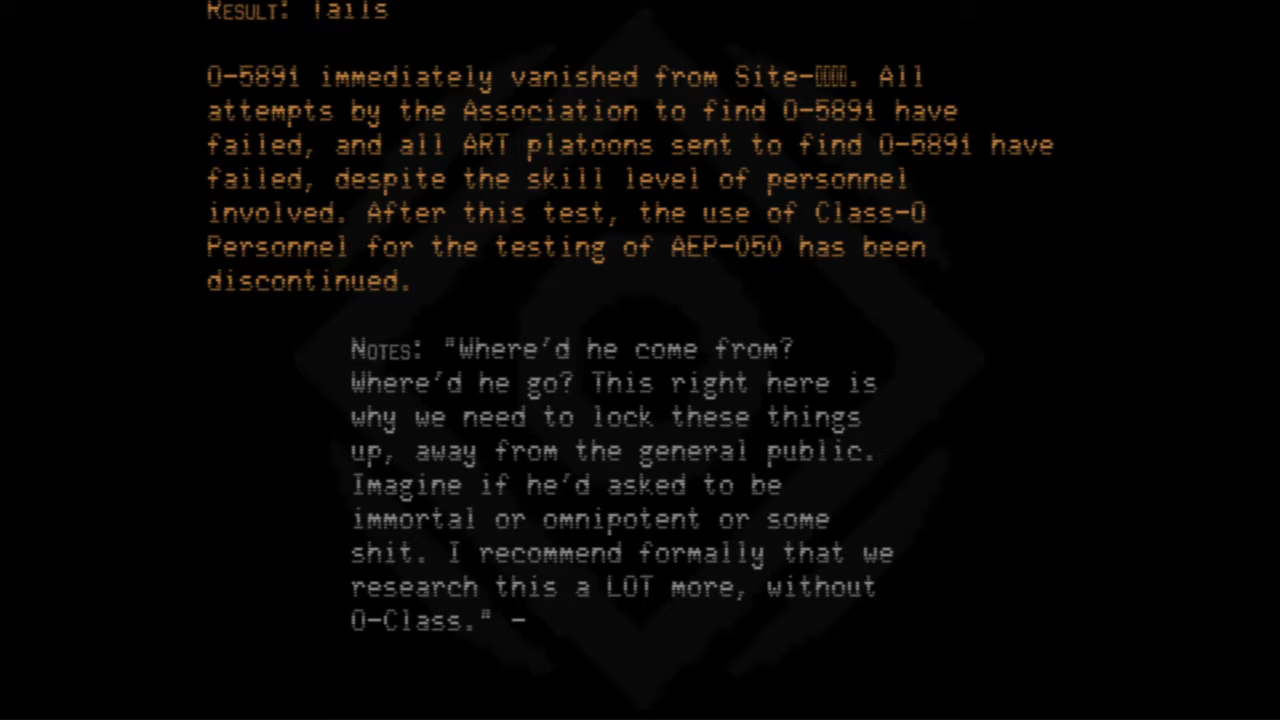 RESULT: Tails
O-5891 immediately vanished from Site-▯▯▯▯. All
attempts by the Association to find O-5891 have
failed, and all ART platoons sent to find O-5891 have
failed, despite the skill level of personnel
involved. After this test, the use of Class-O
Personnel for the testing of AEP-050 has been
discontinued.
NOTES: "Where'd he come from?
Where'd he go? This right here is
why we need to lock these things
up, away from the general public.
Imagine if he'd asked to be
immortal or omnipotent or some
shit. I recommend formally that we
research this a LOT more, without
O-Class." –